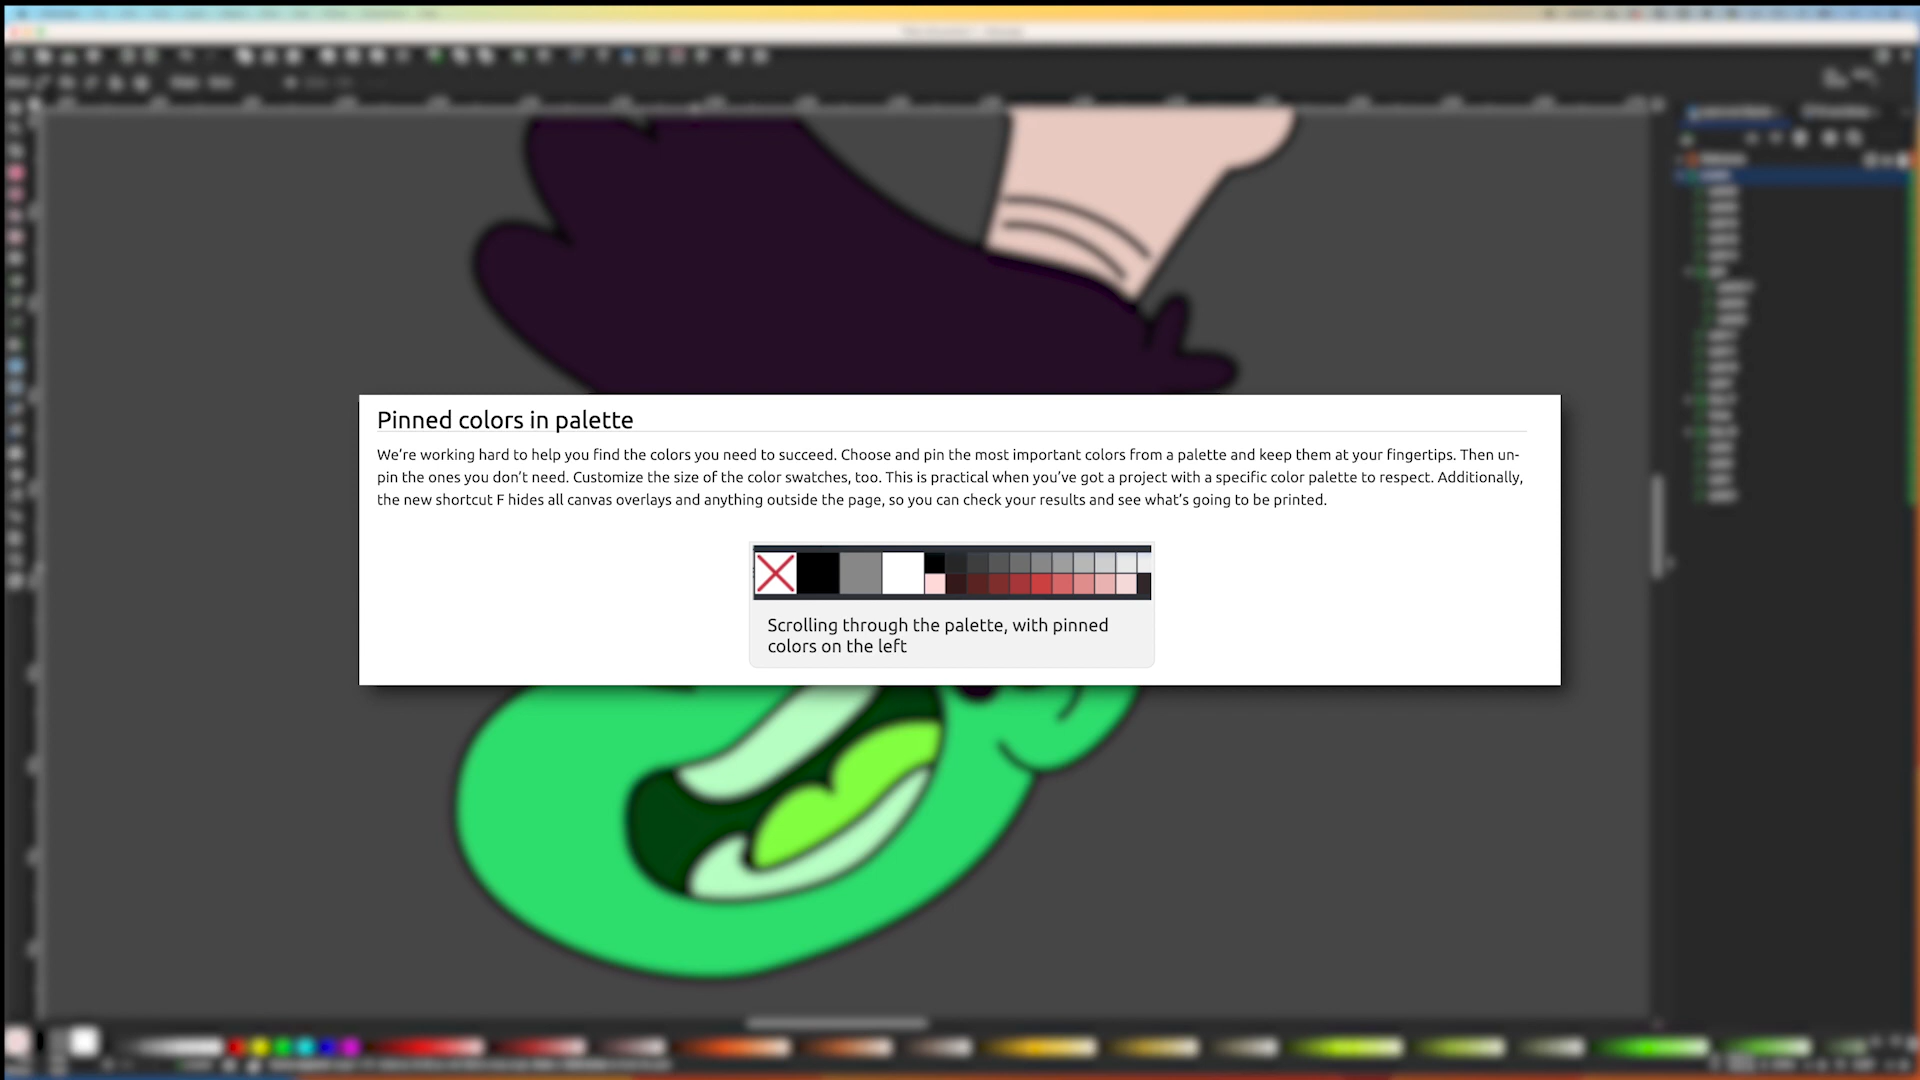 Pinned colors in palette
We’re working hard to help you find the colors you need to succeed. Choose and pin the most important colors from a palette and keep them at your fingertips. Then un-
pin the ones you don’t need. Customize the size of the color swatches, too. This is practical when you’ve got a project with a specific color palette to respect. Additionally,
the new shortcut F hides all canvas overlays and anything outside the page, so you can check your results and see what’s going to be printed.
Scrolling through the palette, with pinned
colors on the left